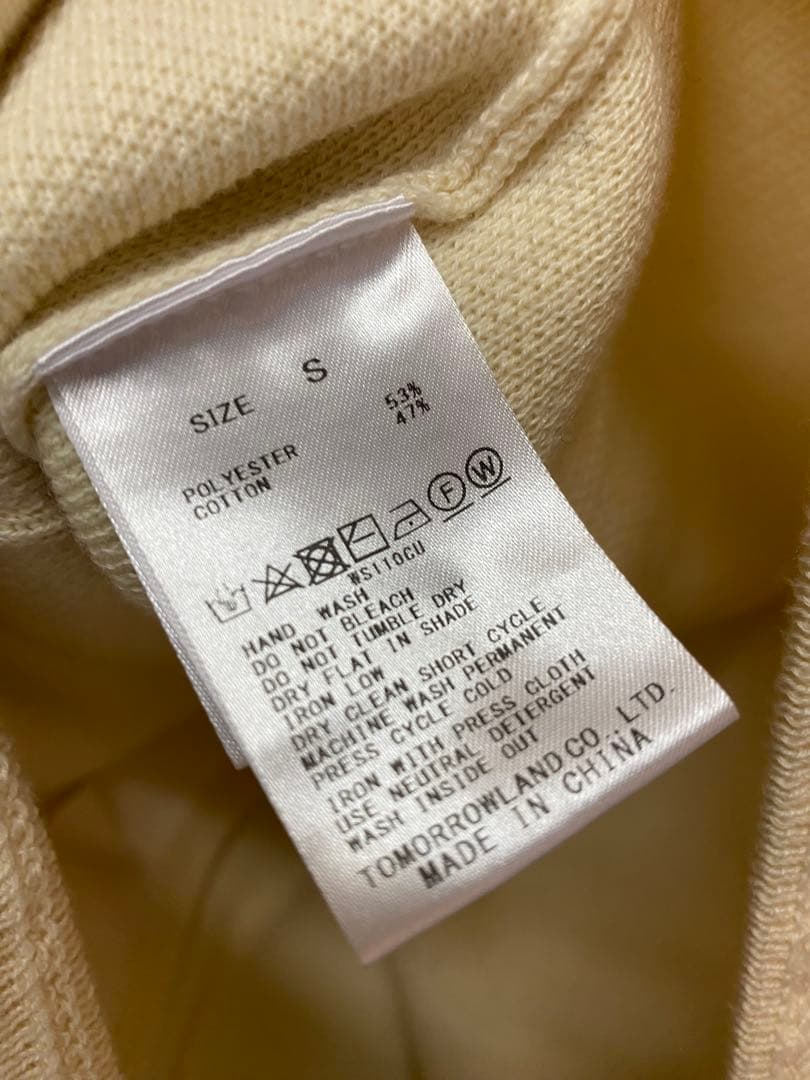 SIZE S
POLYESTER 53%
COTTON 47%
F W
WSTTOCU
HAND WASH
DO NOT BLEACH
DO NOT TUMBLE DRY
DRY FLAT IN SHADE
IRON LOW
DRY CLEAN SHORT CYCLE
MACHINE WASH PERMANENT
PRESS CYCLE COLD
IRON WITH PRESS CLOTH
USE NEUTRAL DETERGENT
WASH INSIDE OUT
TOMORROWLAND CO., LTD.
MADE IN CHINA